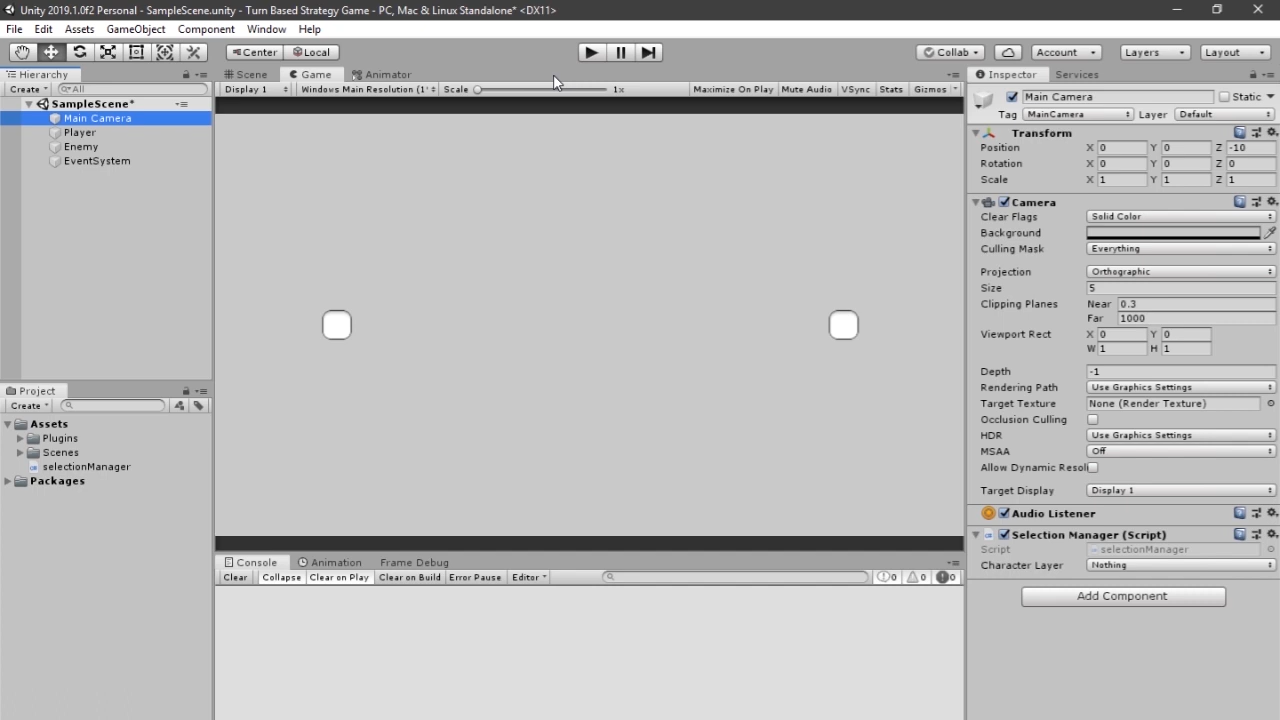 Unity 2019.1.0f2 Personal - SampleScene.unity - Turn Based Strategy Game - PC, Mac & Linux Standalone* <DX11>
File Edit Assets GameObject Component Window Help
Center Local Collab Account Layers Layout
Hierarchy Scene Game Animator Inspector Services
Create All Display 1 Windows Main Resolution (1 Scale 1x Maximize On Play Mute Audio VSync Stats Gizmos Main Camera Static
SampleScene*
Tag MainCamera Layer Default
Main Camera
Player
Enemy
EventSystem
Transform
Position X 0 Y 0 Z -10
Rotation X 0 Y 0 Z 0
Scale X 1 Y 1 Z 1
Camera
Clear Flags Solid Color
Background
Culling Mask Everything
Projection Orthographic
Size 5
Clipping Planes Near 0.3
Far 1000
Viewport Rect X 0 Y 0
W 1 H 1
Depth -1
Rendering Path Use Graphics Settings
Target Texture None (Render Texture)
Occlusion Culling
HDR Use Graphics Settings
MSAA Off
Allow Dynamic Resol
Target Display Display 1
Audio Listener
Selection Manager (Script)
Script selectionManager
Character Layer Nothing
Add Component
Project
Create
Assets
Plugins
Scenes
selectionManager
Packages
Console Animation Frame Debug
Clear Collapse Clear on Play Clear on Build Error Pause Editor 0 0 0